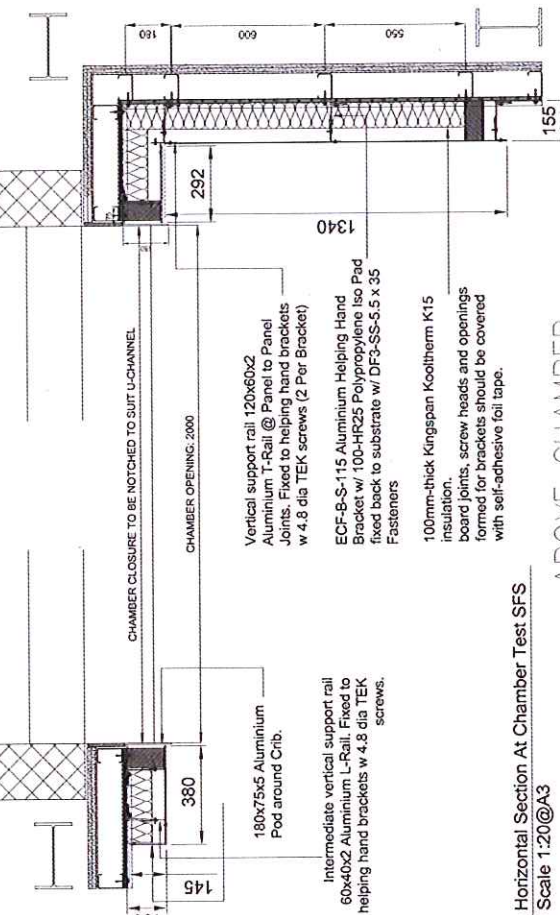 180
600
550
155
292
1340
CHAMBER CLOSURE TO BE NOTCHED TO SUIT U-CHANNEL
CHAMBER OPENING: 2000
Vertical support rail 120x60x2
Aluminium T-Rail @ Panel to Panel
Joints. Fixed to helping hand brackets
w 4.8 dia TEK screws (2 Per Bracket)
ECF-B-S-115 Aluminium Helping Hand
Bracket w/ 100-HR25 Polypropylene Iso Pad
fixed back to substrate w/ DF3-SS-5.5 x 35
Fasteners
100mm-thick Kingspan Kooltherm K15
insulation.
board joints, screw heads and openings
formed for brackets should be covered
with self-adhesive foil tape.
180x75x5 Aluminium
Pod around Crib.
Intermediate vertical support rail
60x40x2 Aluminium L-Rail. Fixed to
helping hand brackets w 4.8 dia TEK
screws.
380
145
Horizontal Section At Chamber Test SFS
Scale 1:20@A3
ABOVE CHAMBER